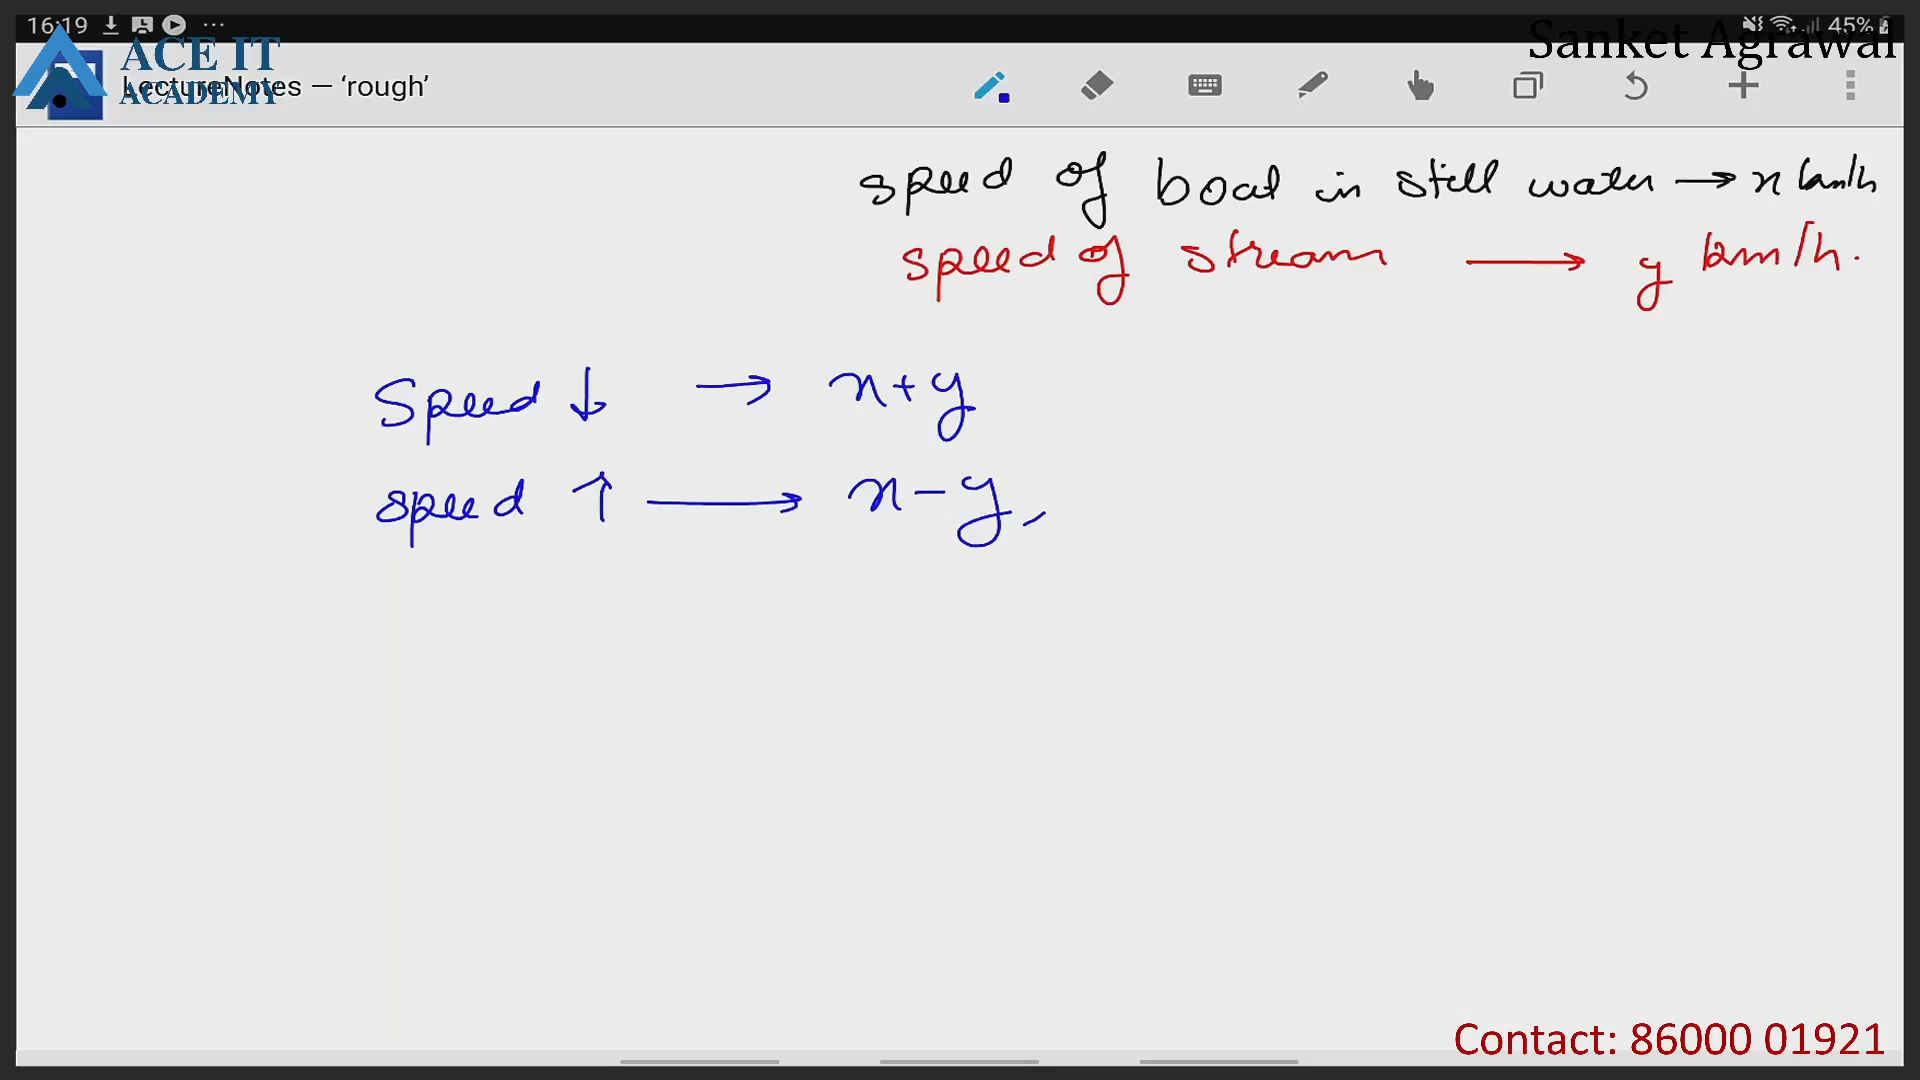 16:19 ... 45%
Sanket Agrawal
ACE IT
ACADEMY
LectureNotes — ‘rough’
speed of boat in still water → x km/h
speed of stream → y km/h.
Speed ↓ → x+y
speed ↑ → x-y,
Contact: 86000 01921